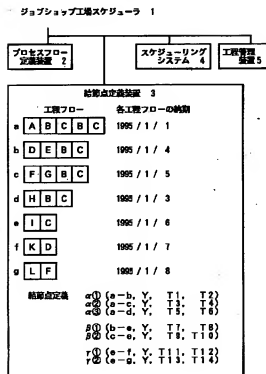 ジョブショップ工場スケジューラ 1
プロセスフロー
定義装置 2
スケジューリング
システム 4
工程管理
装置5
結節点定義装置 3
工程フロー 各工程フローの納期
a A B C B C 1995 / 1 / 1
b D E B C 1995 / 1 / 4
c F G B C 1995 / 1 / 5
d H B C 1995 / 1 / 3
e I C 1995 / 1 / 6
f K D 1995 / 1 / 7
g L F 1995 / 1 / 8
結節点定義 α① (a-b, Y, T1, T2)
α② (a-c, Y, T3, T4)
α③ (a-d, Y, T5, T6)
β① (b-e, Y, T7, T8)
β② (c-e, Y, T8, T10)
γ① (e-f, Y, T11, T12)
γ② (e-g, Y, T13, T14)